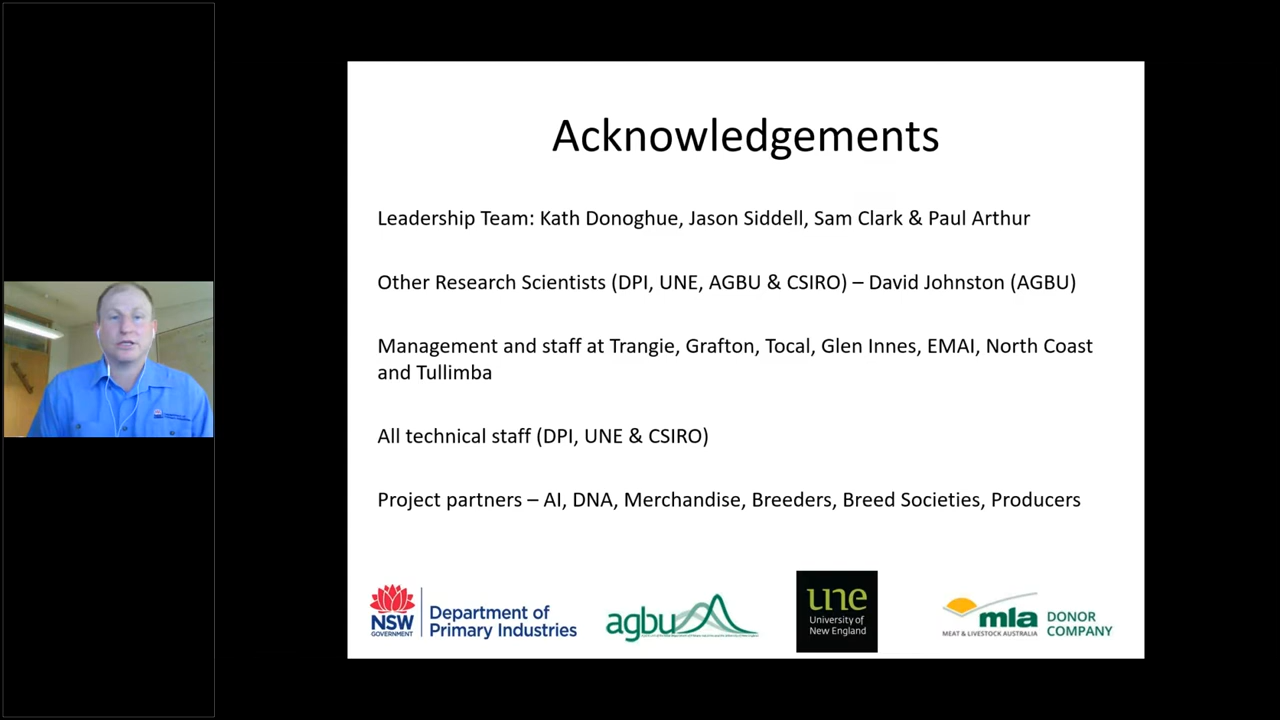 Acknowledgements
Leadership Team: Kath Donoghue, Jason Siddell, Sam Clark & Paul Arthur
Other Research Scientists (DPI, UNE, AGBU & CSIRO) – David Johnston (AGBU)
Management and staff at Trangie, Grafton, Tocal, Glen Innes, EMAI, North Coast
and Tullimba
All technical staff (DPI, UNE & CSIRO)
Project partners – AI, DNA, Merchandise, Breeders, Breed Societies, Producers
NSW
GOVERNMENT
Department of
Primary Industries
agbu
une
University of
New England
mla
MEAT & LIVESTOCK AUSTRALIA
DONOR
COMPANY